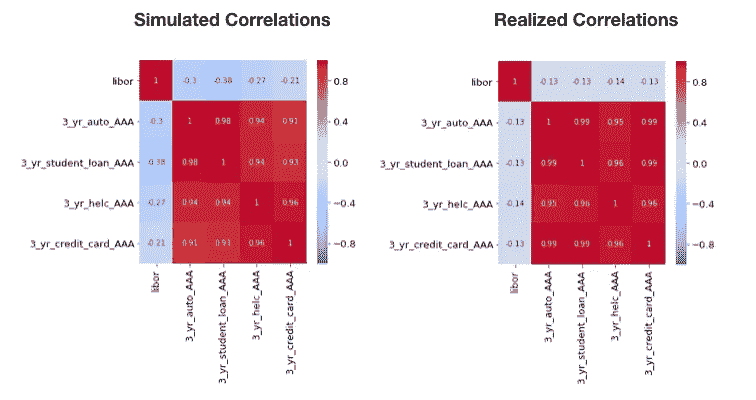 Simulated Correlations
libor 1 -0.3 -0.38 -0.27 -0.21
3_yr_auto_AAA -0.3 1 0.98 0.94 0.91
3_yr_student_loan_AAA -0.38 0.98 1 0.94 0.93
3_yr_helc_AAA -0.27 0.94 0.94 1 0.96
3_yr_credit_card_AAA -0.21 0.91 0.93 0.96 1
libor
3_yr_auto_AAA
3_yr_student_loan_AAA
3_yr_helc_AAA
3_yr_credit_card_AAA
0.8
0.4
0.0
−0.4
−0.8
Realized Correlations
libor 1 -0.13 -0.13 -0.14 -0.13
3_yr_auto_AAA -0.13 1 0.99 0.95 0.99
3_yr_student_loan_AAA -0.13 0.99 1 0.96 0.99
3_yr_helc_AAA -0.14 0.95 0.96 1 0.96
3_yr_credit_card_AAA -0.13 0.99 0.99 0.96 1
libor
3_yr_auto_AAA
3_yr_student_loan_AAA
3_yr_helc_AAA
3_yr_credit_card_AAA
0.8
0.4
0.0
−0.4
−0.8